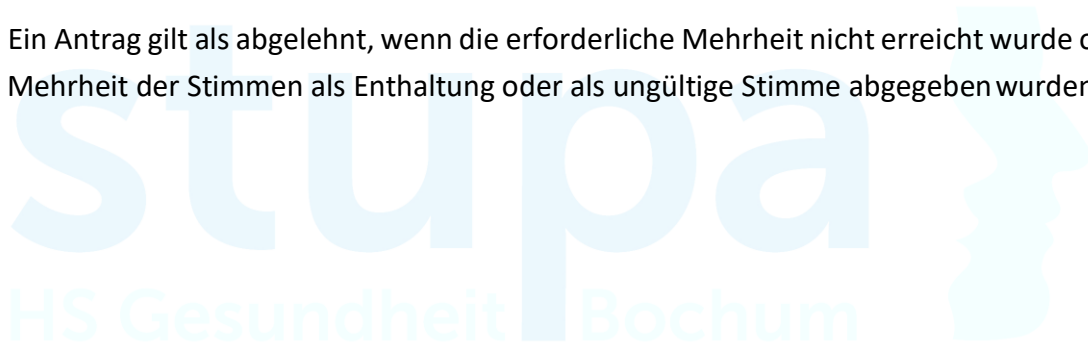 Ein Antrag gilt als abgelehnt, wenn die erforderliche Mehrheit nicht erreicht wurde
Mehrheit der Stimmen als Enthaltung oder als ungültige Stimme abgegeben wurden
stupa
HS Gesundheit Bochum